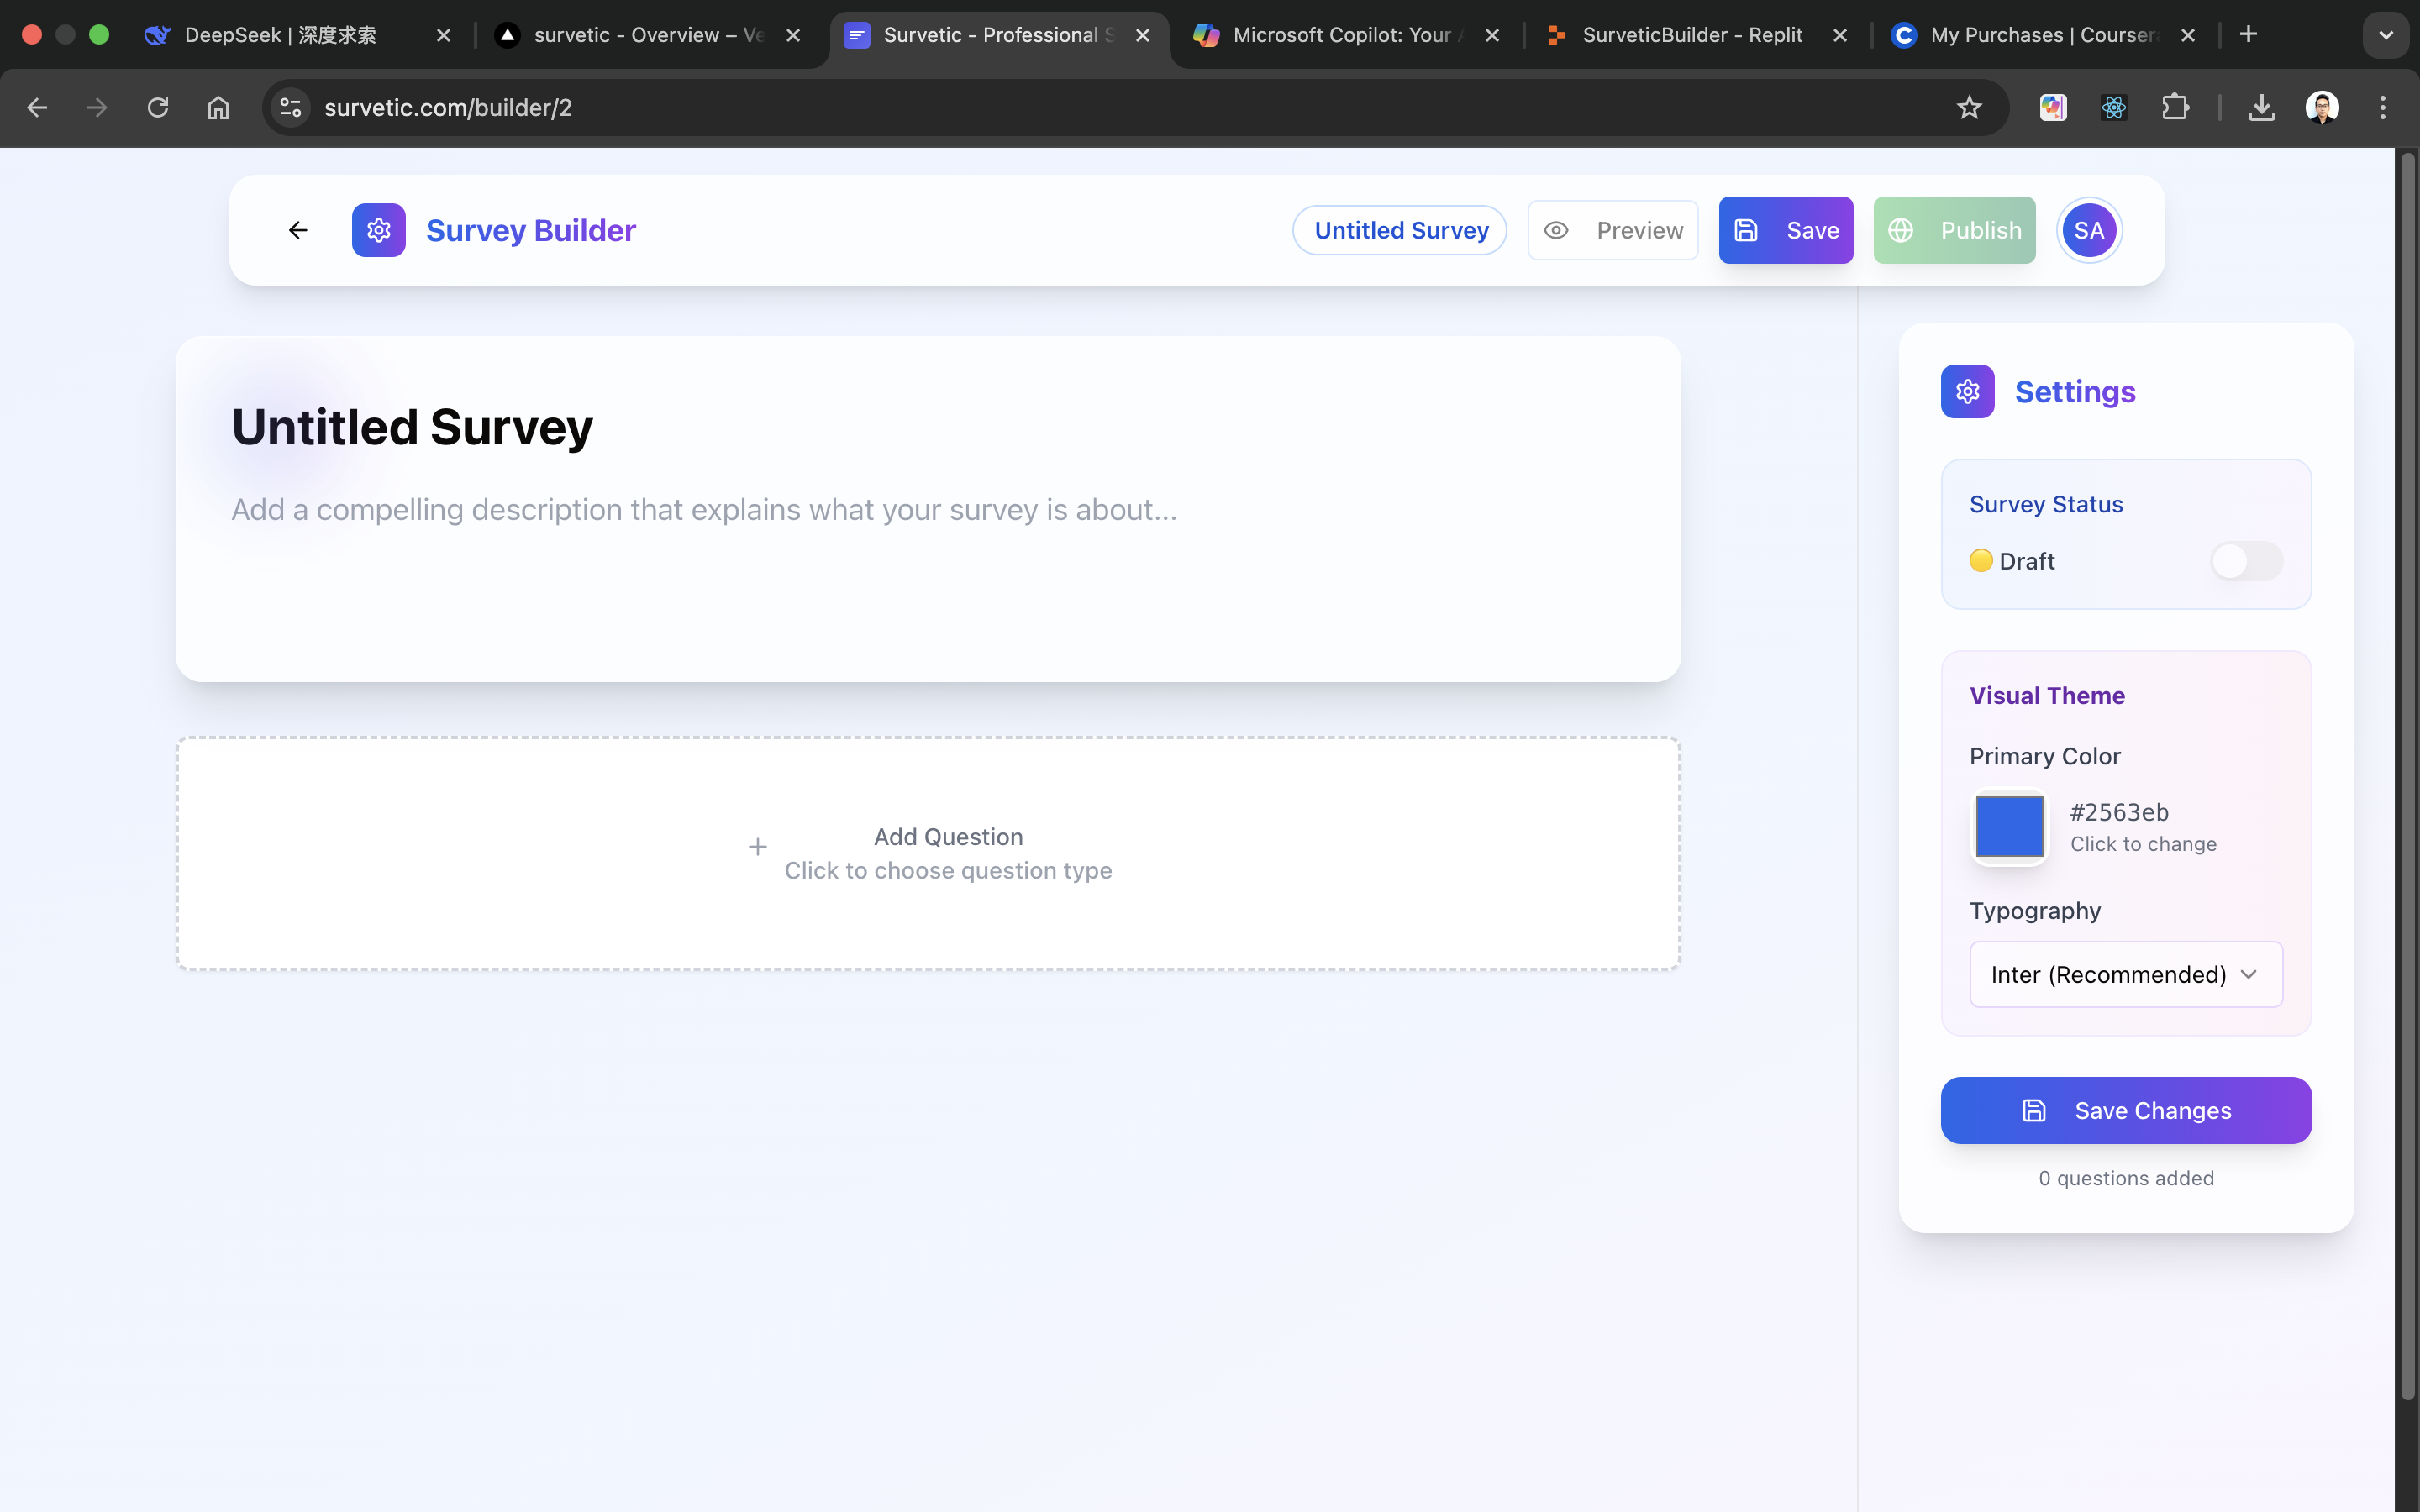 DeepSeek | 深度求索
survetic - Overview – Ve
Survetic - Professional S
Microsoft Copilot: Your A
SurveticBuilder - Replit
My Purchases | Courser
survetic.com/builder/2
Survey Builder
Untitled Survey
Preview
Save
Publish
SA
Untitled Survey
Add a compelling description that explains what your survey is about...
Add Question
Click to choose question type
Settings
Survey Status
Draft
Visual Theme
Primary Color
#2563eb
Click to change
Typography
Inter (Recommended)
Save Changes
0 questions added